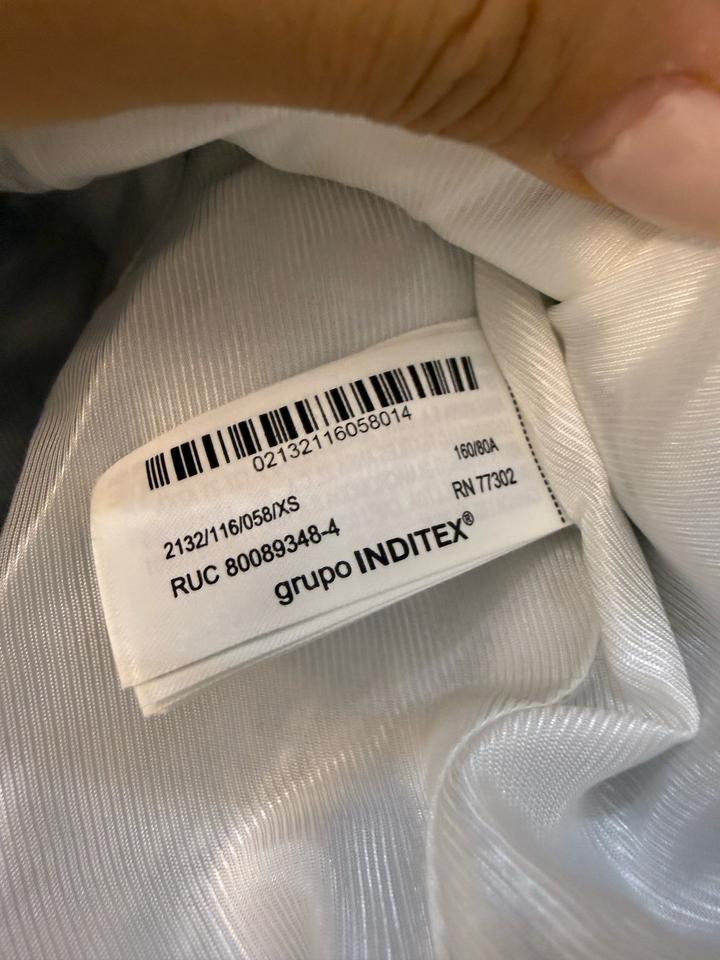 02132116058014
160/80A
2132/116/058/XS
RN 77302
RUC 80089348-4
grupo INDITEX®